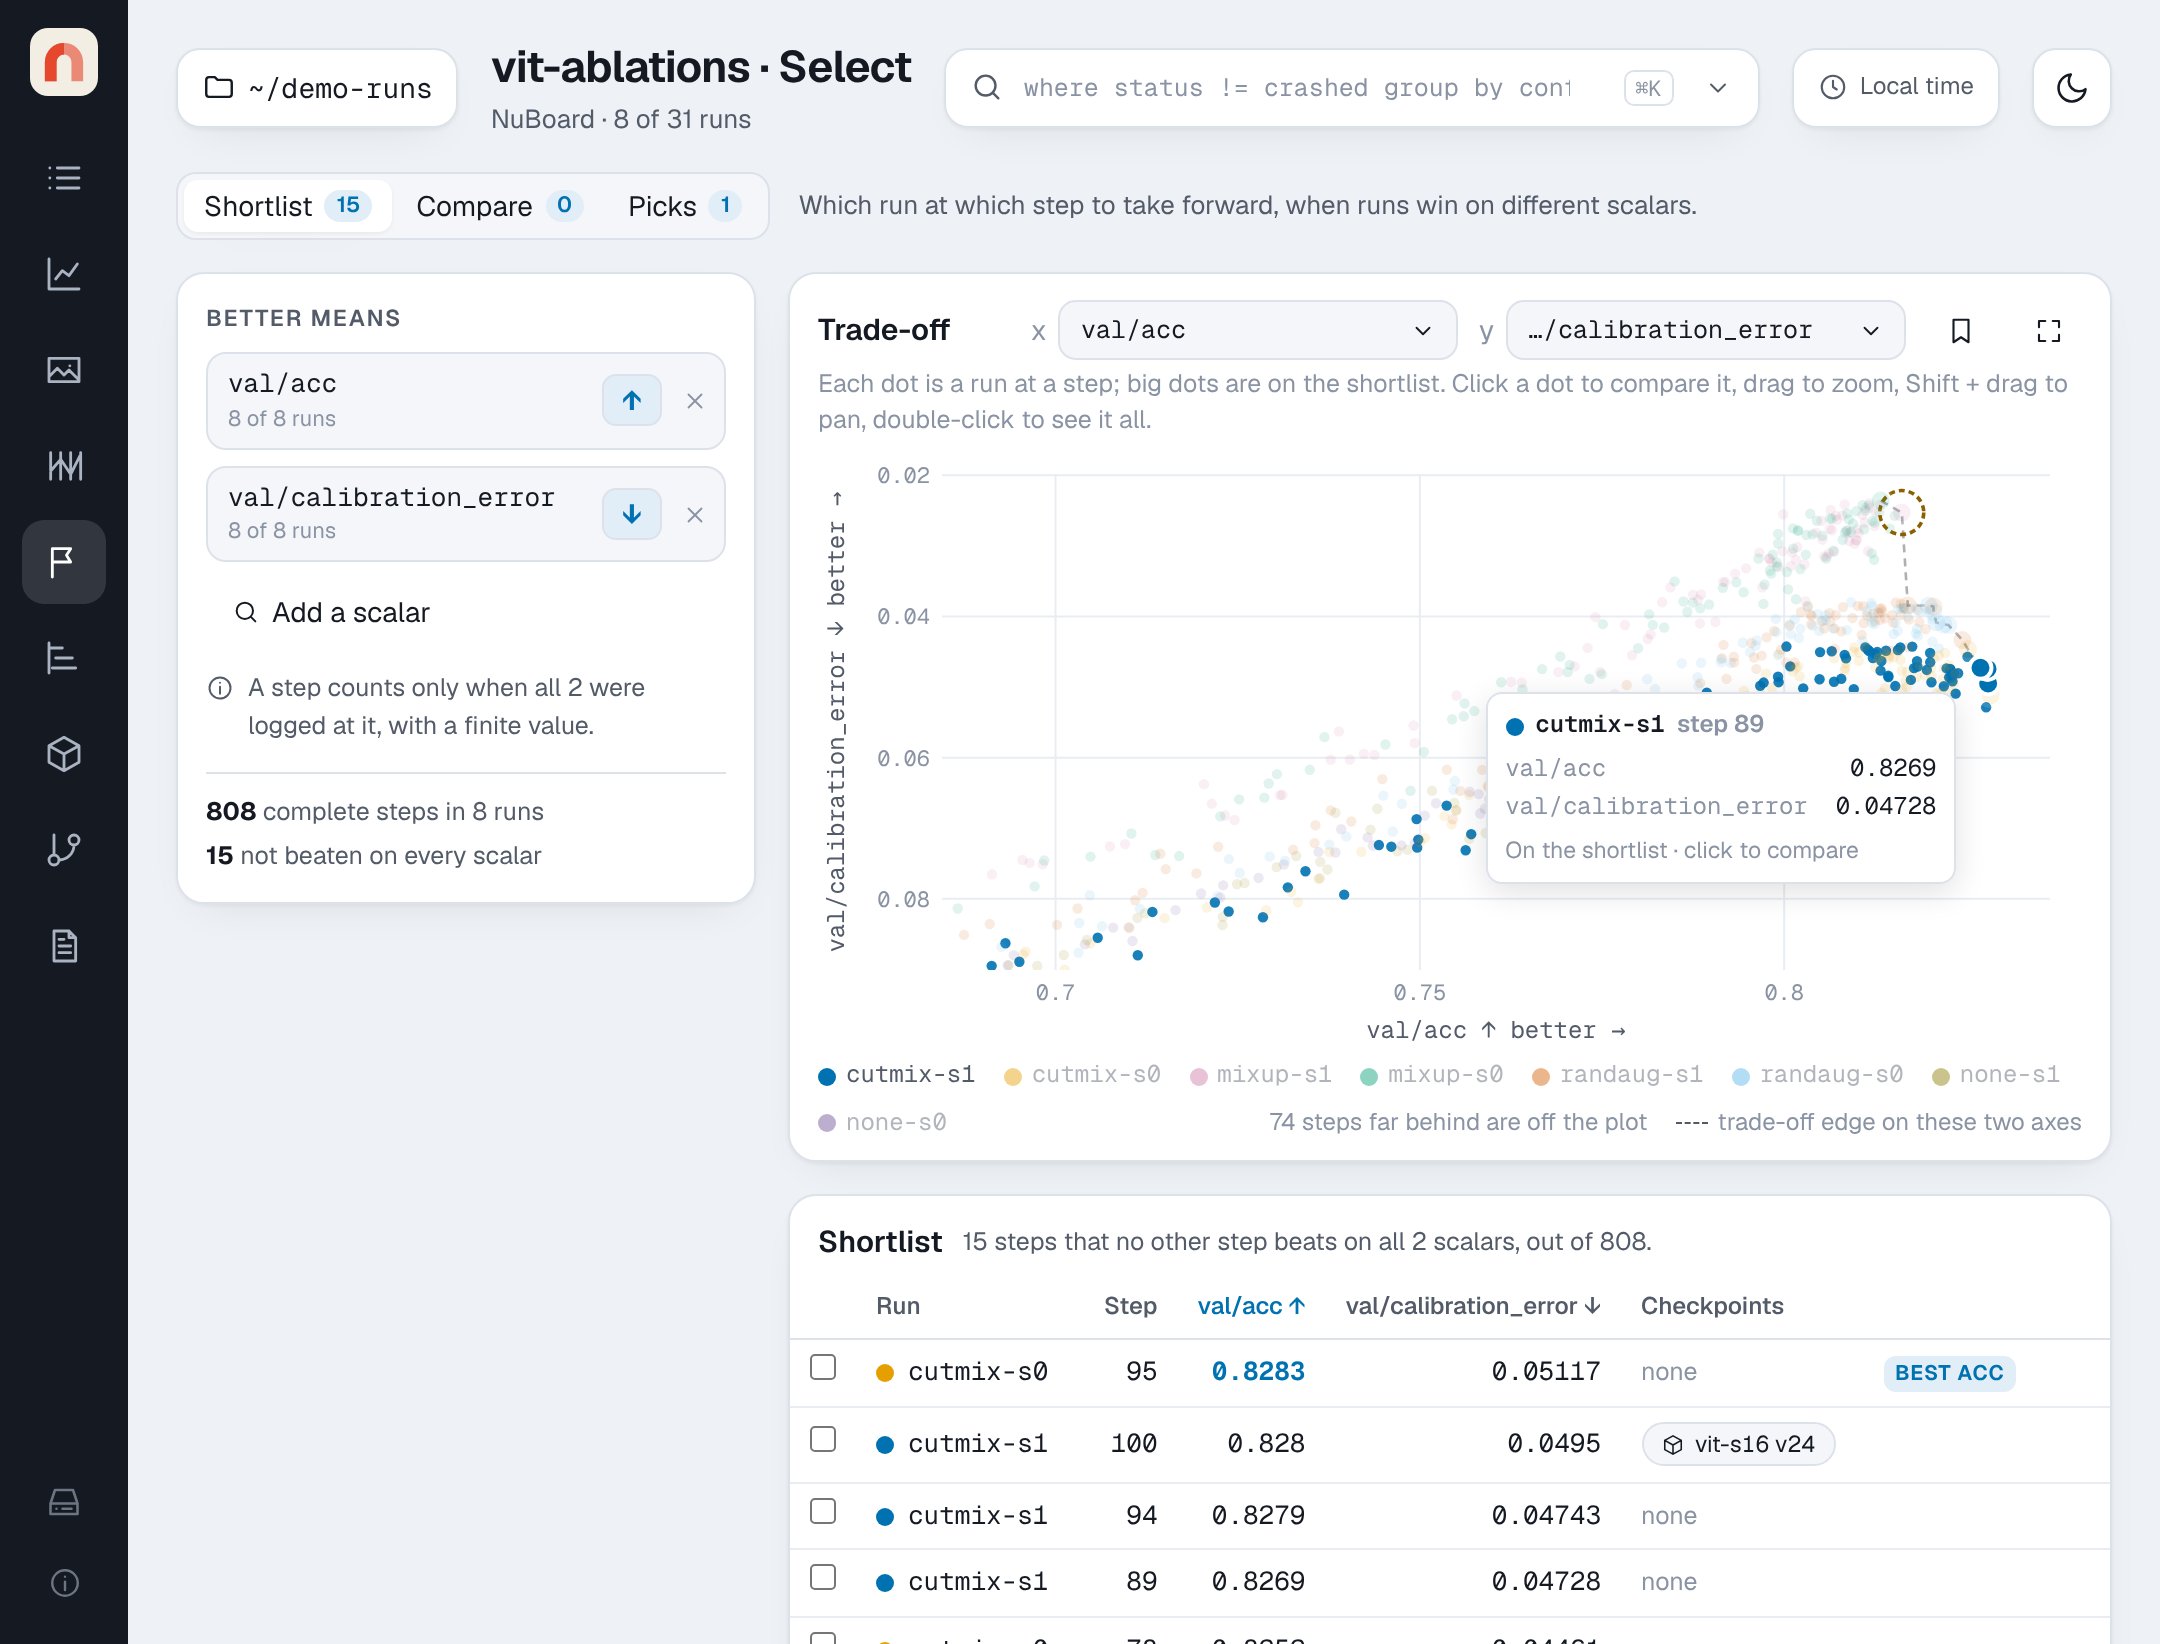 ~/demo-runs
vit-ablations · Select
NuBoard · 8 of 31 runs
where status != crashed group by
⌘K
Local time
Shortlist 15
Compare 0
Picks 1
Which run at which step to take forward, when runs win on different scalars.
BETTER MEANS
val/acc
8 of 8 runs
val/calibration_error
8 of 8 runs
Add a scalar
A step counts only when all 2 were
logged at it, with a finite value.
808 complete steps in 8 runs
15 not beaten on every scalar
Trade-off
x val/acc
y …/calibration_error
Each dot is a run at a step; big dots are on the shortlist. Click a dot to compare it, drag to zoom, Shift + drag to
pan, double-click to see it all.
val/calibration_error ↓ better →
0.02
0.04
0.06
0.08
0.7
0.75
0.8
val/acc ↑ better →
cutmix-s1 step 89
val/acc 0.8269
val/calibration_error 0.04728
On the shortlist · click to compare
cutmix-s1 cutmix-s0 mixup-s1 mixup-s0 randaug-s1 randaug-s0 none-s1
none-s0
74 steps far behind are off the plot ---- trade-off edge on these two axes
Shortlist 15 steps that no other step beats on all 2 scalars, out of 808.
Run Step val/acc ↑ val/calibration_error ↓ Checkpoints
cutmix-s0 95 0.8283 0.05117 none BEST ACC
cutmix-s1 100 0.828 0.0495 vit-s16 v24
cutmix-s1 94 0.8279 0.04743 none
cutmix-s1 89 0.8269 0.04728 none